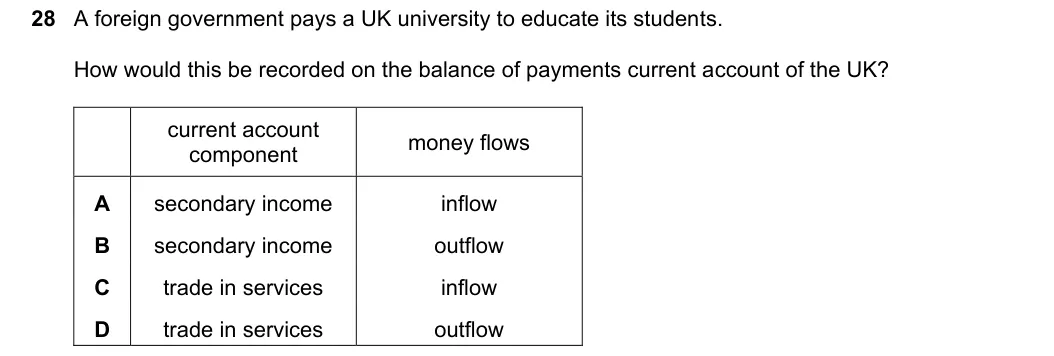 28 A foreign government pays a UK university to educate its students.
How would this be recorded on the balance of payments current account of the UK?
current account component money flows
A secondary income inflow
B secondary income outflow
C trade in services inflow
D trade in services outflow